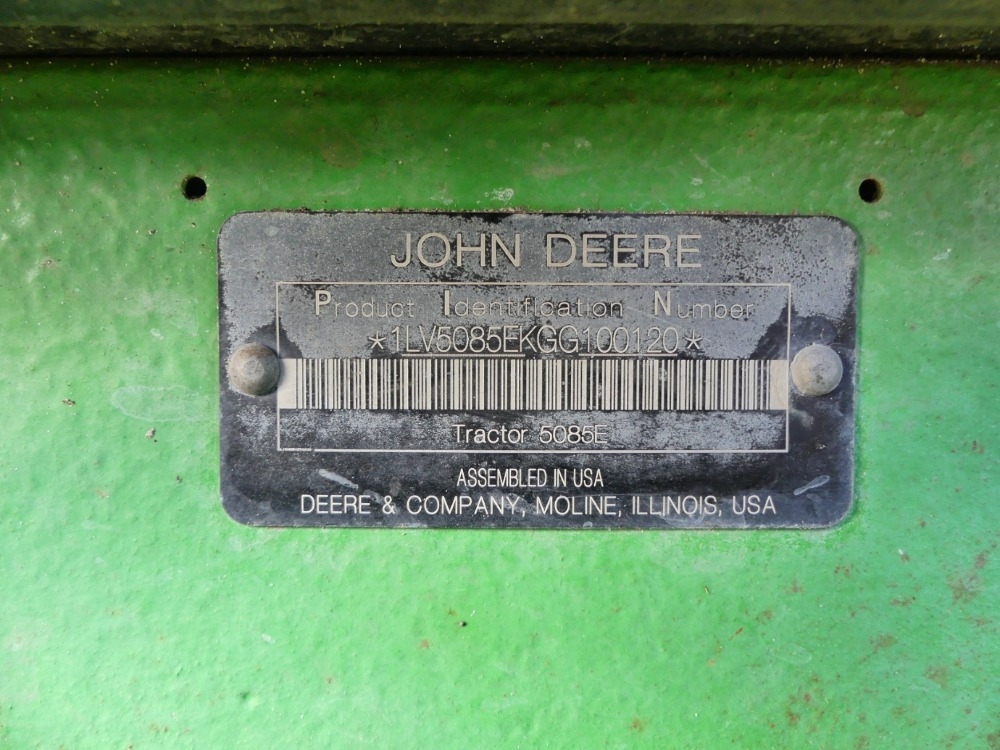 JOHN DEERE
Product Identification Number
*1LV5085EKGG100120*
Tractor 5085E
ASSEMBLED IN USA
DEERE & COMPANY, MOLINE, ILLINOIS, USA